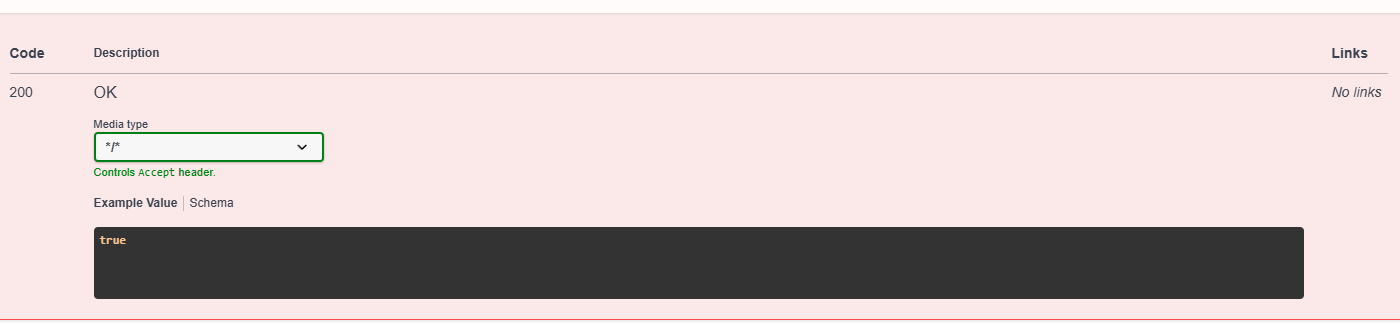 Code Description Links
200 OK No links
Media type
*/*
Controls Accept header.
Example Value Schema
true